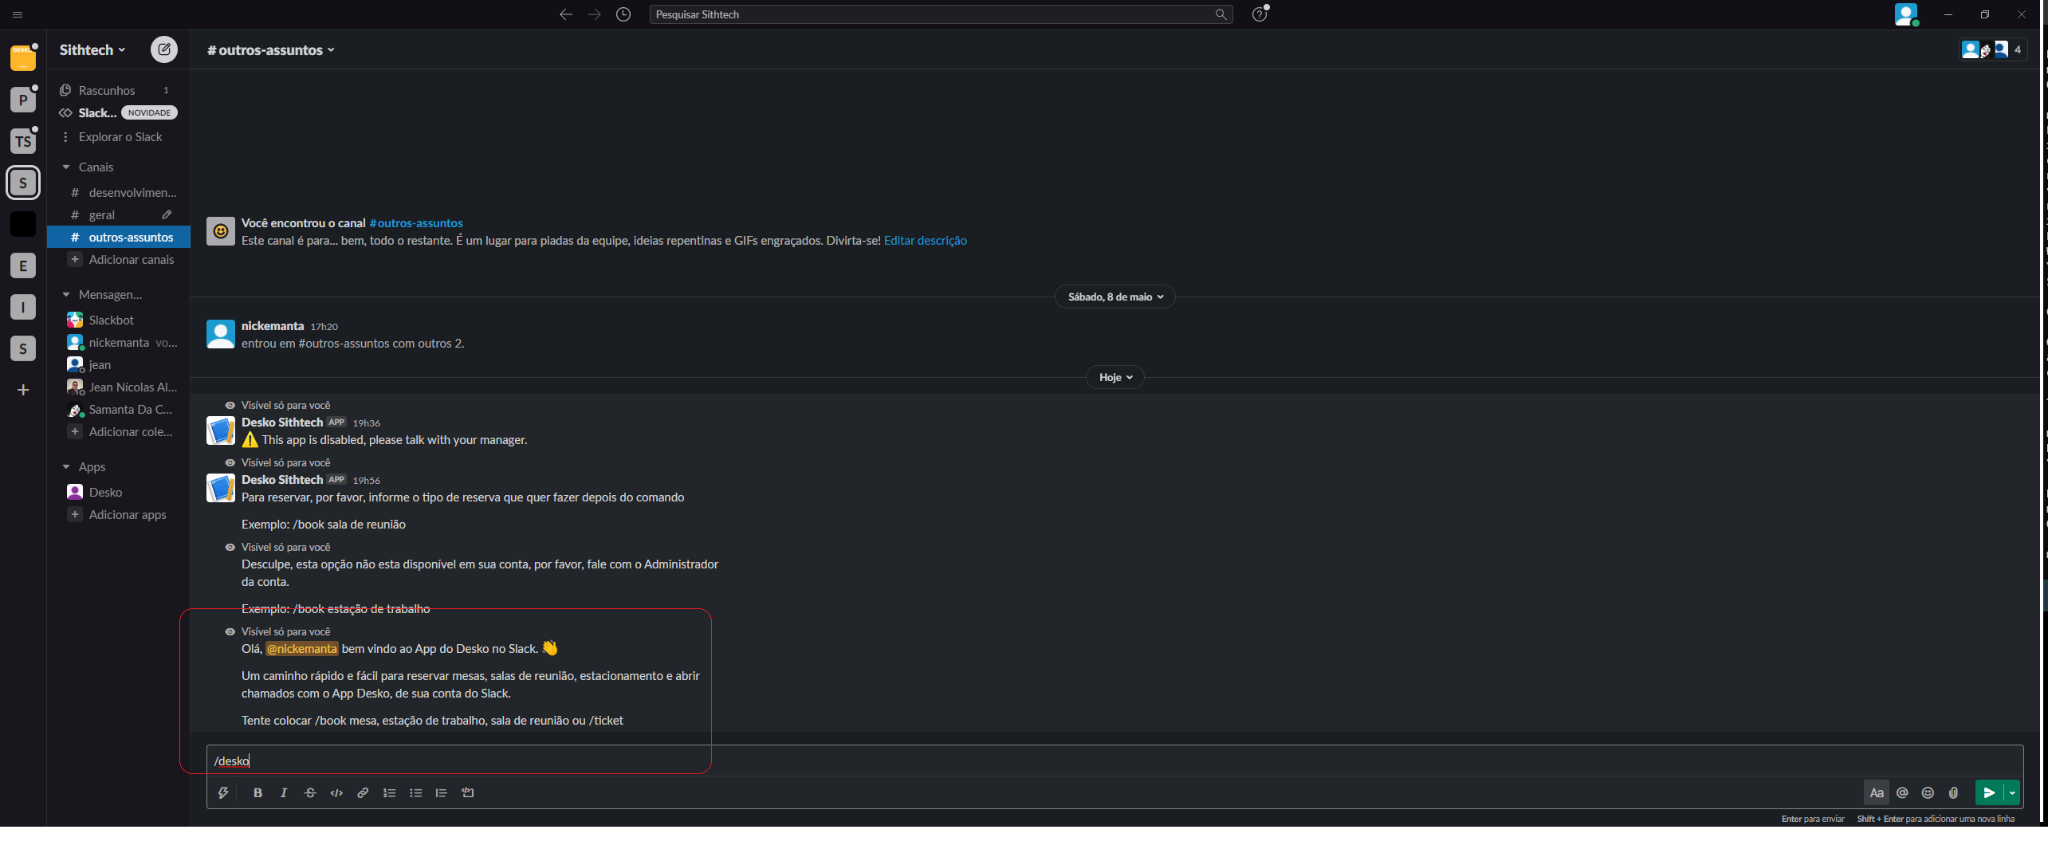 Pesquisar Sithtech
DESKO
Sithtech
# outros-assuntos
4
P
TS
S
E
I
S
+
Rascunhos 1
Slack... NOVIDADE
Explorar o Slack
Canais
# desenvolvimen...
# geral
# outros-assuntos
+ Adicionar canais
Mensagen...
Slackbot
nickemanta vo...
jean
Jean Nícolas Al...
Samanta Da C...
+ Adicionar cole...
Apps
Desko
+ Adicionar apps
Você encontrou o canal #outros-assuntos
Este canal é para... bem, todo o restante. É um lugar para piadas da equipe, ideias repentinas e GIFs engraçados. Divirta-se! Editar descrição
Sábado, 8 de maio
nickemanta 17h20
entrou em #outros-assuntos com outros 2.
Hoje
Visível só para você
Desko Sithtech APP 19h36
⚠️ This app is disabled, please talk with your manager.
Visível só para você
Desko Sithtech APP 19h56
Para reservar, por favor, informe o tipo de reserva que quer fazer depois do comando
Exemplo: /book sala de reunião
Visível só para você
Desculpe, esta opção não esta disponível em sua conta, por favor, fale com o Administrador
da conta.
Exemplo: /book estação de trabalho
Visível só para você
Olá, @nickemanta bem vindo ao App do Desko no Slack. 👋
Um caminho rápido e fácil para reservar mesas, salas de reunião, estacionamento e abrir
chamados com o App Desko, de sua conta do Slack.
Tente colocar /book mesa, estação de trabalho, sala de reunião ou /ticket
/desko
B I S </> Aa @
Enter para enviar Shift + Enter para adicionar uma nova linha